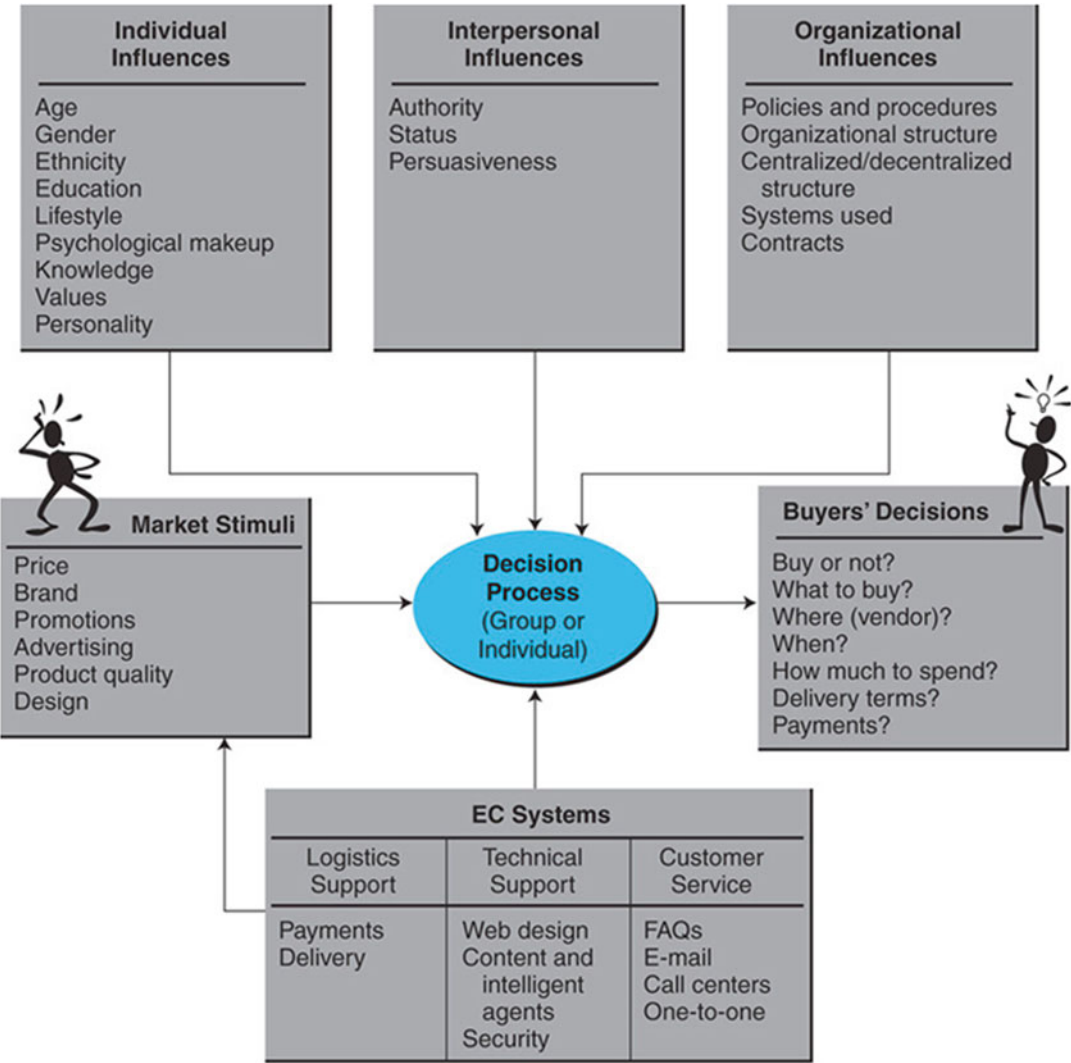 Individual
Influences
Age
Gender
Ethnicity
Education
Lifestyle
Psychological makeup
Knowledge
Values
Personality
Interpersonal
Influences
Authority
Status
Persuasiveness
Organizational
Influences
Policies and procedures
Organizational structure
Centralized/decentralized
structure
Systems used
Contracts
Market Stimuli
Price
Brand
Promotions
Advertising
Product quality
Design
Decision
Process
(Group or
Individual)
Buyers' Decisions
Buy or not?
What to buy?
Where (vendor)?
When?
How much to spend?
Delivery terms?
Payments?
EC Systems
Logistics
Support
Payments
Delivery
Technical
Support
Web design
Content and
intelligent
agents
Security
Customer
Service
FAQs
E-mail
Call centers
One-to-one